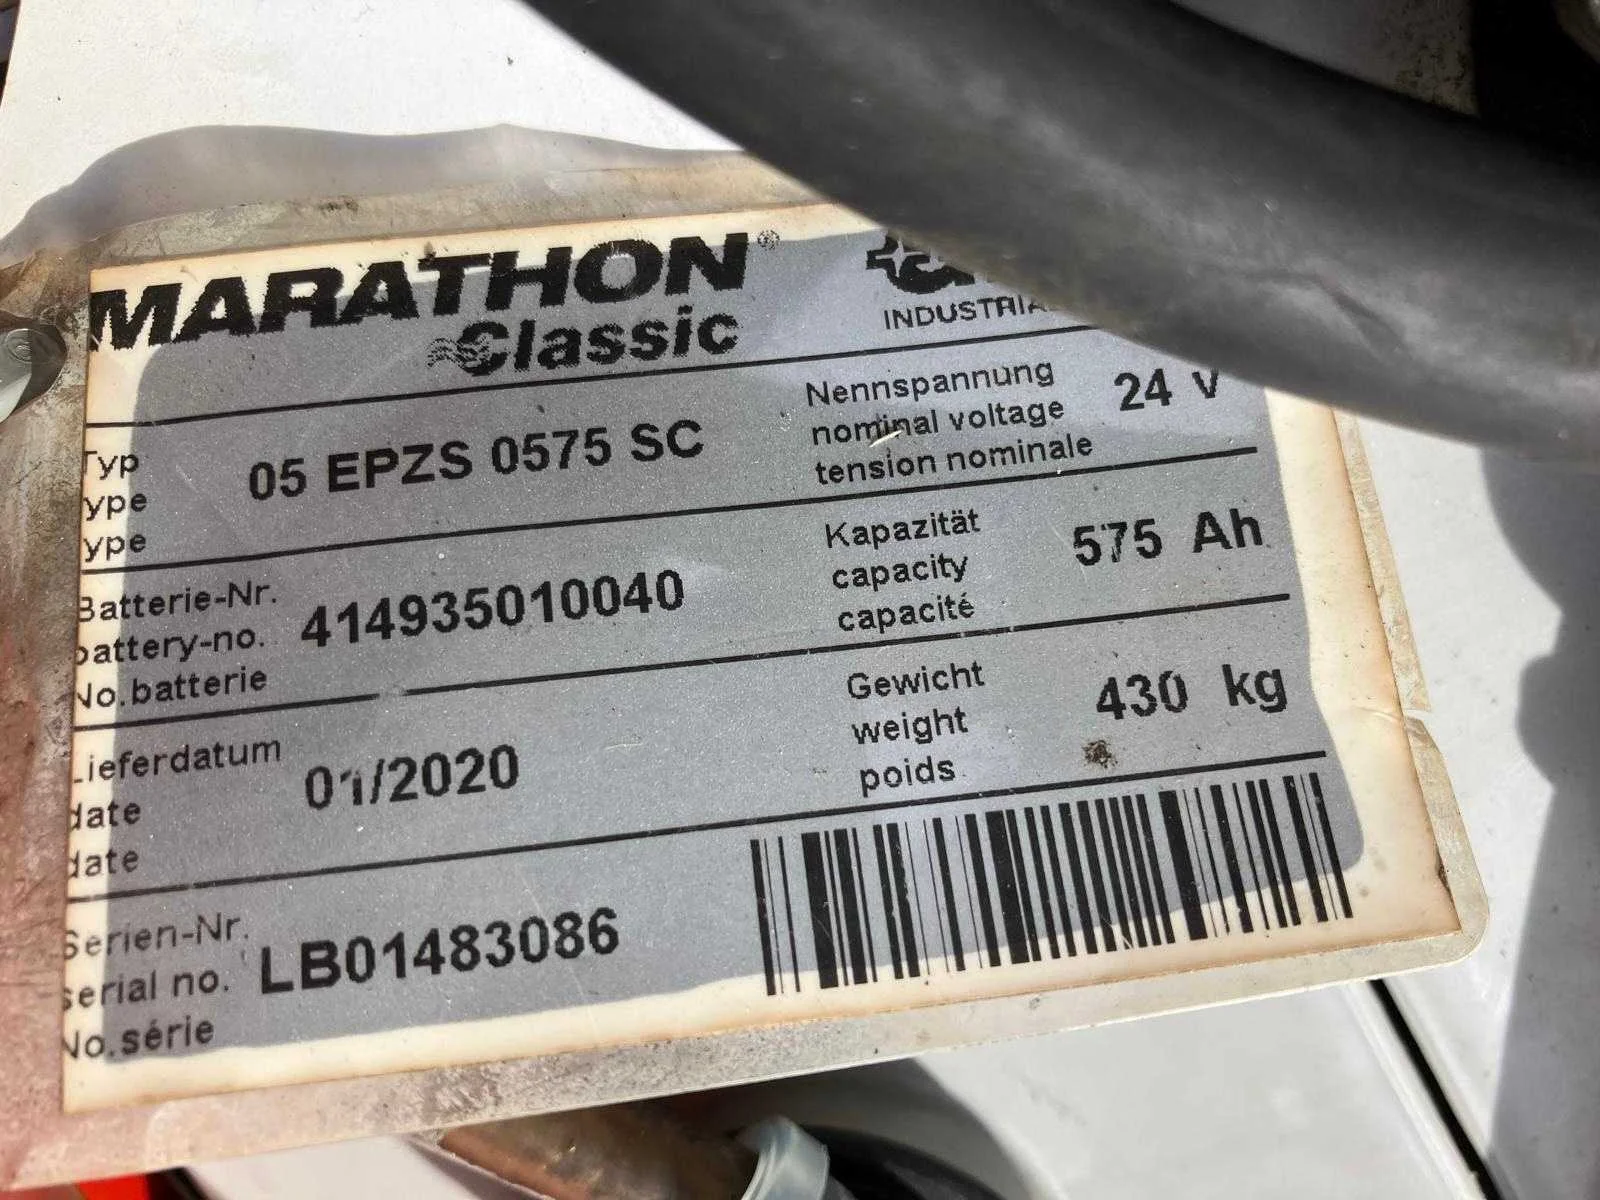 MARATHON®
Classic
INDUSTRIA
Typ
ype
ype
05 EPZS 0575 SC
Nennspannung
nominal voltage
tension nominale
24 V
Batterie-Nr.
battery-no.
No.batterie
414935010040
Kapazität
capacity
capacité
575 Ah
Lieferdatum
date
date
01/2020
Gewicht
weight
poids
430 kg
Serien-Nr.
serial no.
No.série
LB01483086